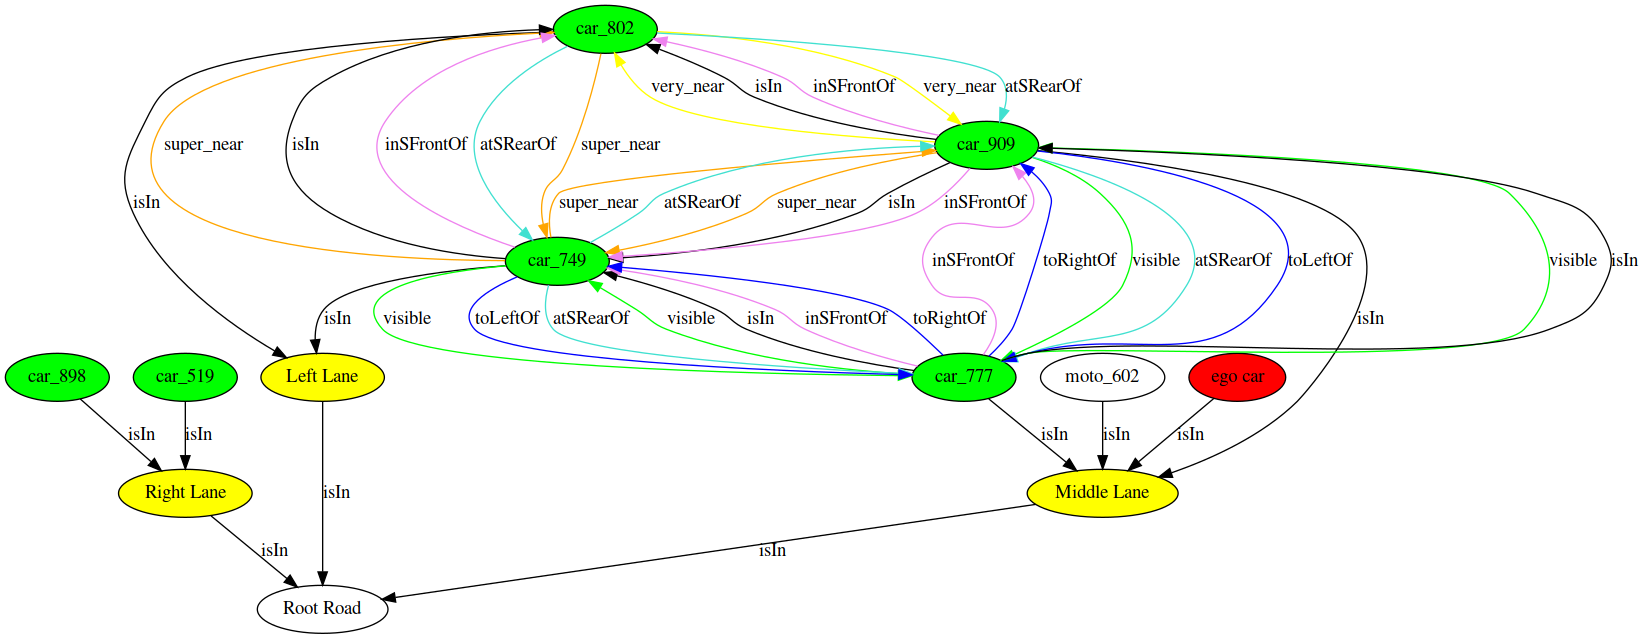 car_802
very_near
isIn
inSFrontOf
very_near
atSRearOf
super_near
isIn
inSFrontOf
atSRearOf
super_near
car_909
isIn
super_near
atSRearOf
super_near
isIn
inSFrontOf
car_749
inSFrontOf
toRightOf
visible
atSRearOf
toLeftOf
visible
isIn
isIn
visible
toLeftOf
atSRearOf
visible
isIn
inSFrontOf
toRightOf
isIn
car_898
car_519
Left Lane
car_777
moto_602
ego car
isIn
isIn
isIn
isIn
isIn
Right Lane
isIn
Middle Lane
isIn
isIn
Root Road